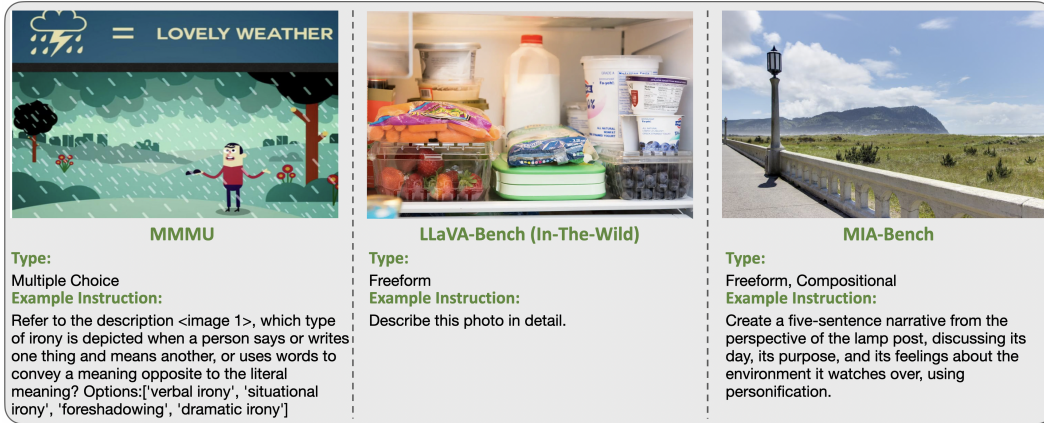 = LOVELY WEATHER
MMMU
Type:
Multiple Choice
Example Instruction:
Refer to the description <image 1>, which type
of irony is depicted when a person says or writes
one thing and means another, or uses words to
convey a meaning opposite to the literal
meaning? Options:['verbal irony', 'situational
irony', 'foreshadowing', 'dramatic irony']
LLaVA-Bench (In-The-Wild)
Type:
Freeform
Example Instruction:
Describe this photo in detail.
MIA-Bench
Type:
Freeform, Compositional
Example Instruction:
Create a five-sentence narrative from the
perspective of the lamp post, discussing its
day, its purpose, and its feelings about the
environment it watches over, using
personification.